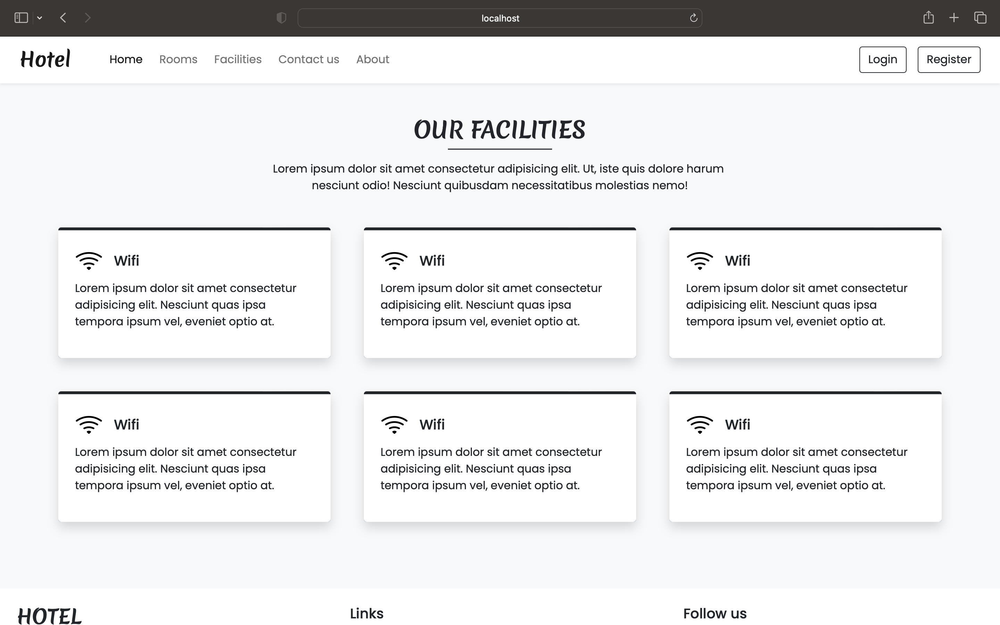 localhost
Hotel
Home
Rooms
Facilities
Contact us
About
Login
Register
OUR FACILITIES
Lorem ipsum dolor sit amet consectetur adipisicing elit. Ut, iste quis dolore harum
nesciunt odio! Nesciunt quibusdam necessitatibus molestias nemo!
Wifi
Lorem ipsum dolor sit amet consectetur
adipisicing elit. Nesciunt quas ipsa
tempora ipsum vel, eveniet optio at.
Wifi
Lorem ipsum dolor sit amet consectetur
adipisicing elit. Nesciunt quas ipsa
tempora ipsum vel, eveniet optio at.
Wifi
Lorem ipsum dolor sit amet consectetur
adipisicing elit. Nesciunt quas ipsa
tempora ipsum vel, eveniet optio at.
Wifi
Lorem ipsum dolor sit amet consectetur
adipisicing elit. Nesciunt quas ipsa
tempora ipsum vel, eveniet optio at.
Wifi
Lorem ipsum dolor sit amet consectetur
adipisicing elit. Nesciunt quas ipsa
tempora ipsum vel, eveniet optio at.
Wifi
Lorem ipsum dolor sit amet consectetur
adipisicing elit. Nesciunt quas ipsa
tempora ipsum vel, eveniet optio at.
HOTEL
Links
Follow us